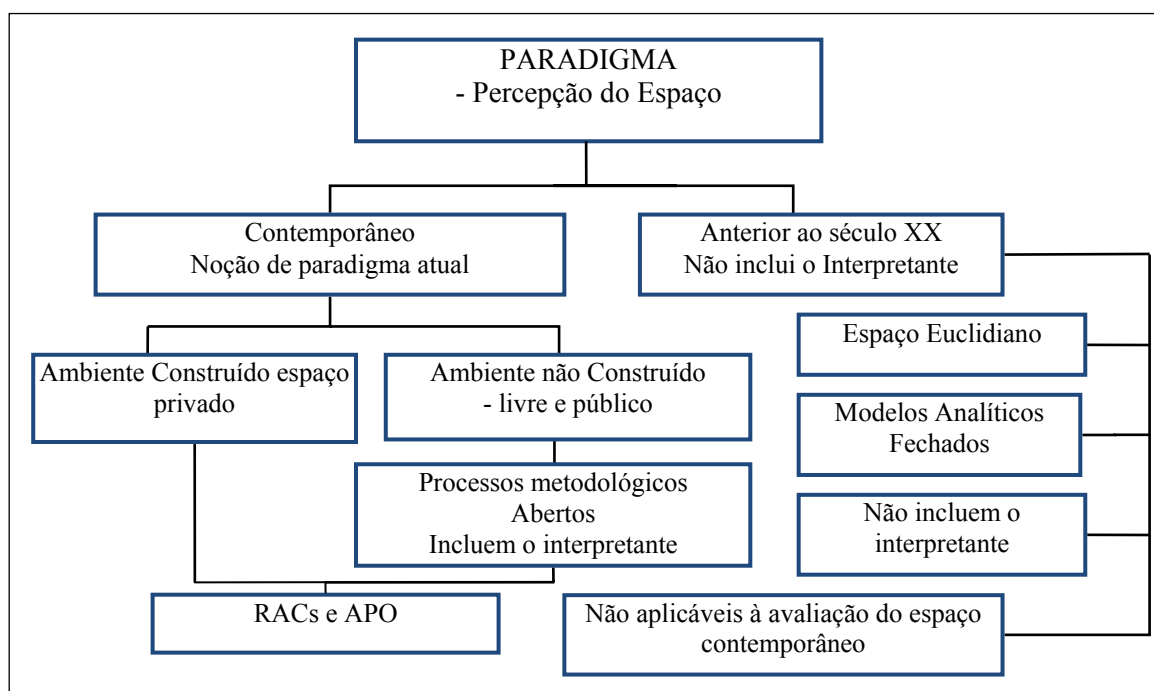 PARADIGMA
- Percepção do Espaço
Contemporâneo
Noção de paradigma atual
Anterior ao século XX
Não inclui o Interpretante
Ambiente Construído espaço
privado
Ambiente não Construído
- livre e público
Processos metodológicos
Abertos
Incluem o interpretante
RACs e APO
Espaço Euclidiano
Modelos Analíticos
Fechados
Não incluem o
interpretante
Não aplicáveis à avaliação do espaço
contemporâneo